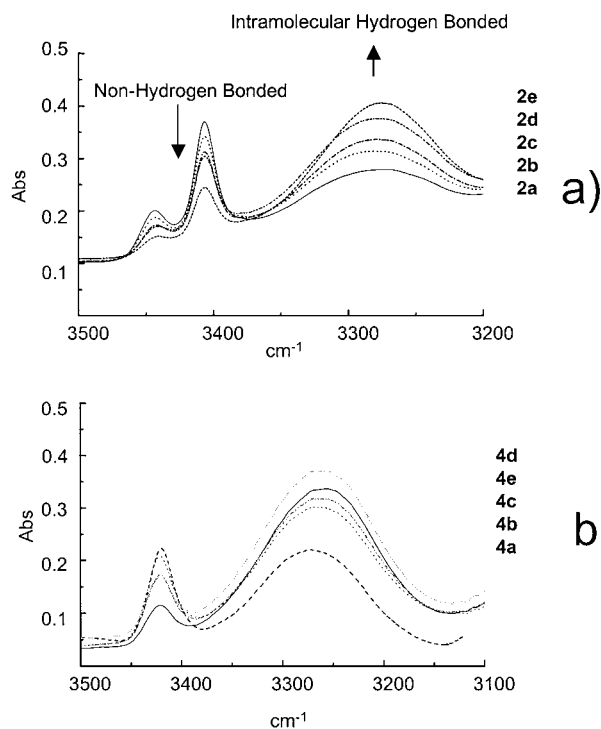 Intramolecular Hydrogen Bonded
Non-Hydrogen Bonded
0.5
0.4
0.3
0.2
0.1
Abs
2e
2d
2c
2b
2a
a)
3500 3400 3300 3200
cm-1
0.5
0.4
0.3
0.2
0.1
Abs
4d
4e
4c
4b
4a
b
3500 3400 3300 3200 3100
cm-1